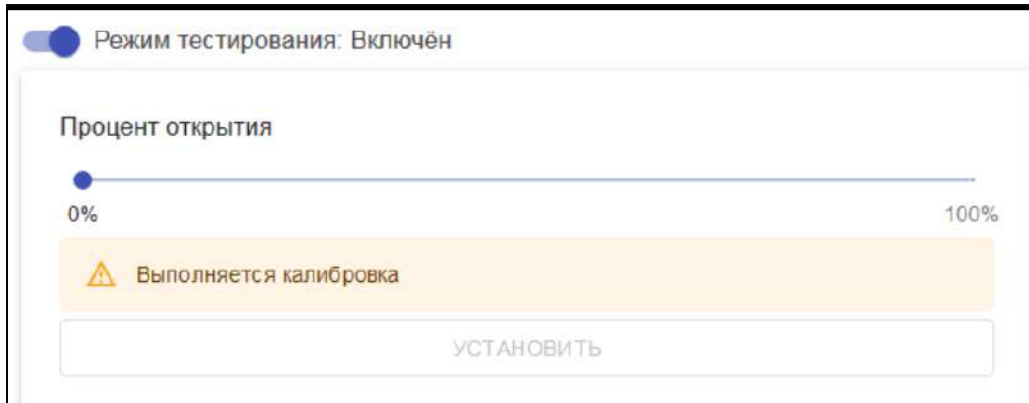 Режим тестирования: Включён
Процент открытия
0% 100%
Выполняется калибровка
УСТАНОВИТЬ